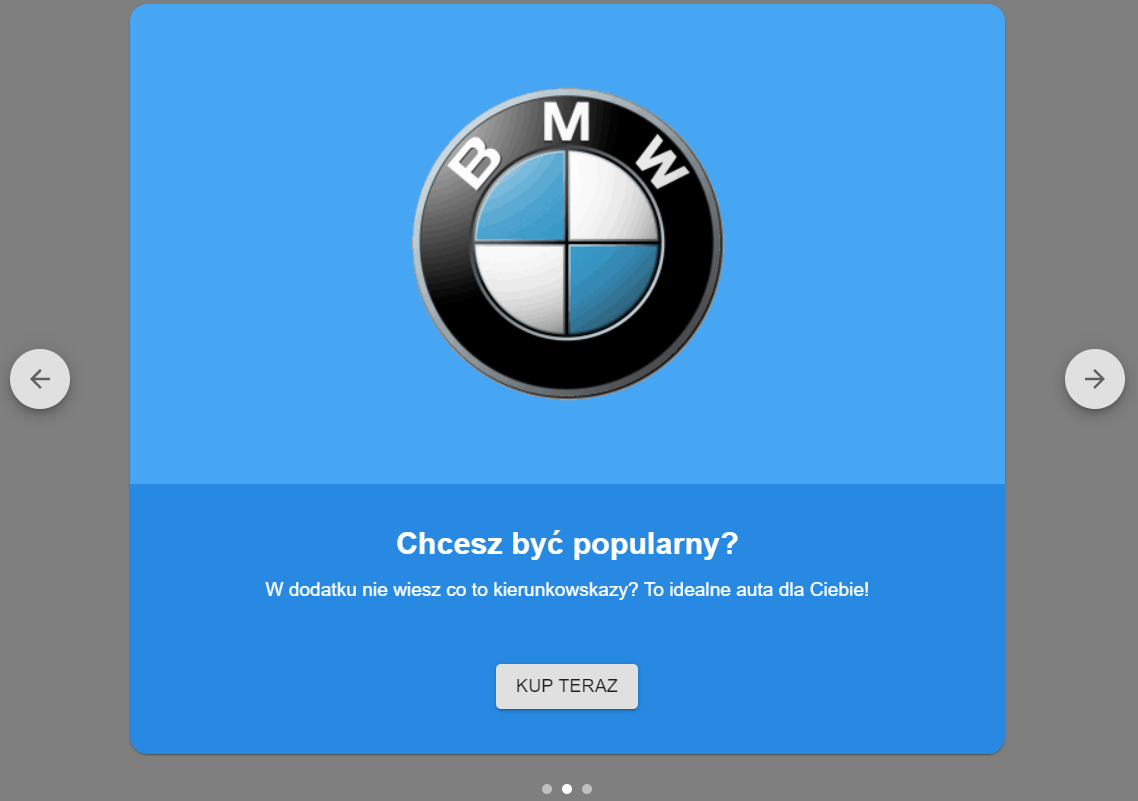 BMW
Chcesz być popularny?
W dodatku nie wiesz co to kierunkowskazy? To idealne auta dla Ciebie!
KUP TERAZ